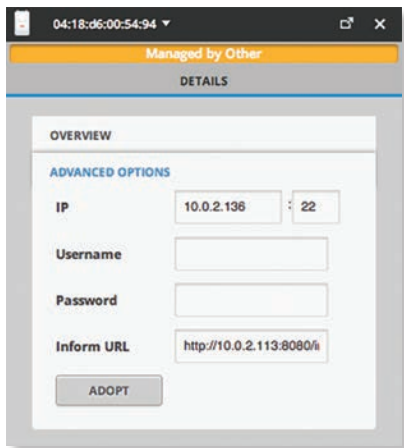 04:18:d6:00:54:94
Managed by Other
DETAILS
OVERVIEW
ADVANCED OPTIONS
IP 10.0.2.136 : 22
Username
Password
Inform URL http://10.0.2.113:8080/i
ADOPT